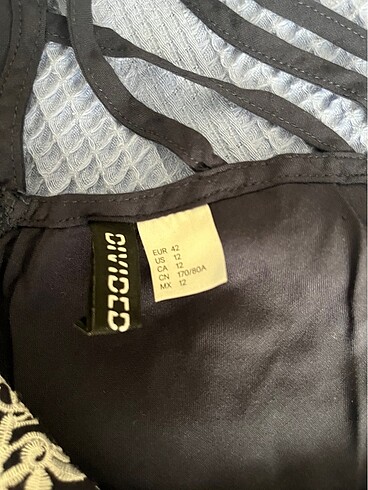 DIVIDED
EUR 42
US 12
CA 12
CN 170/80A
MX 12